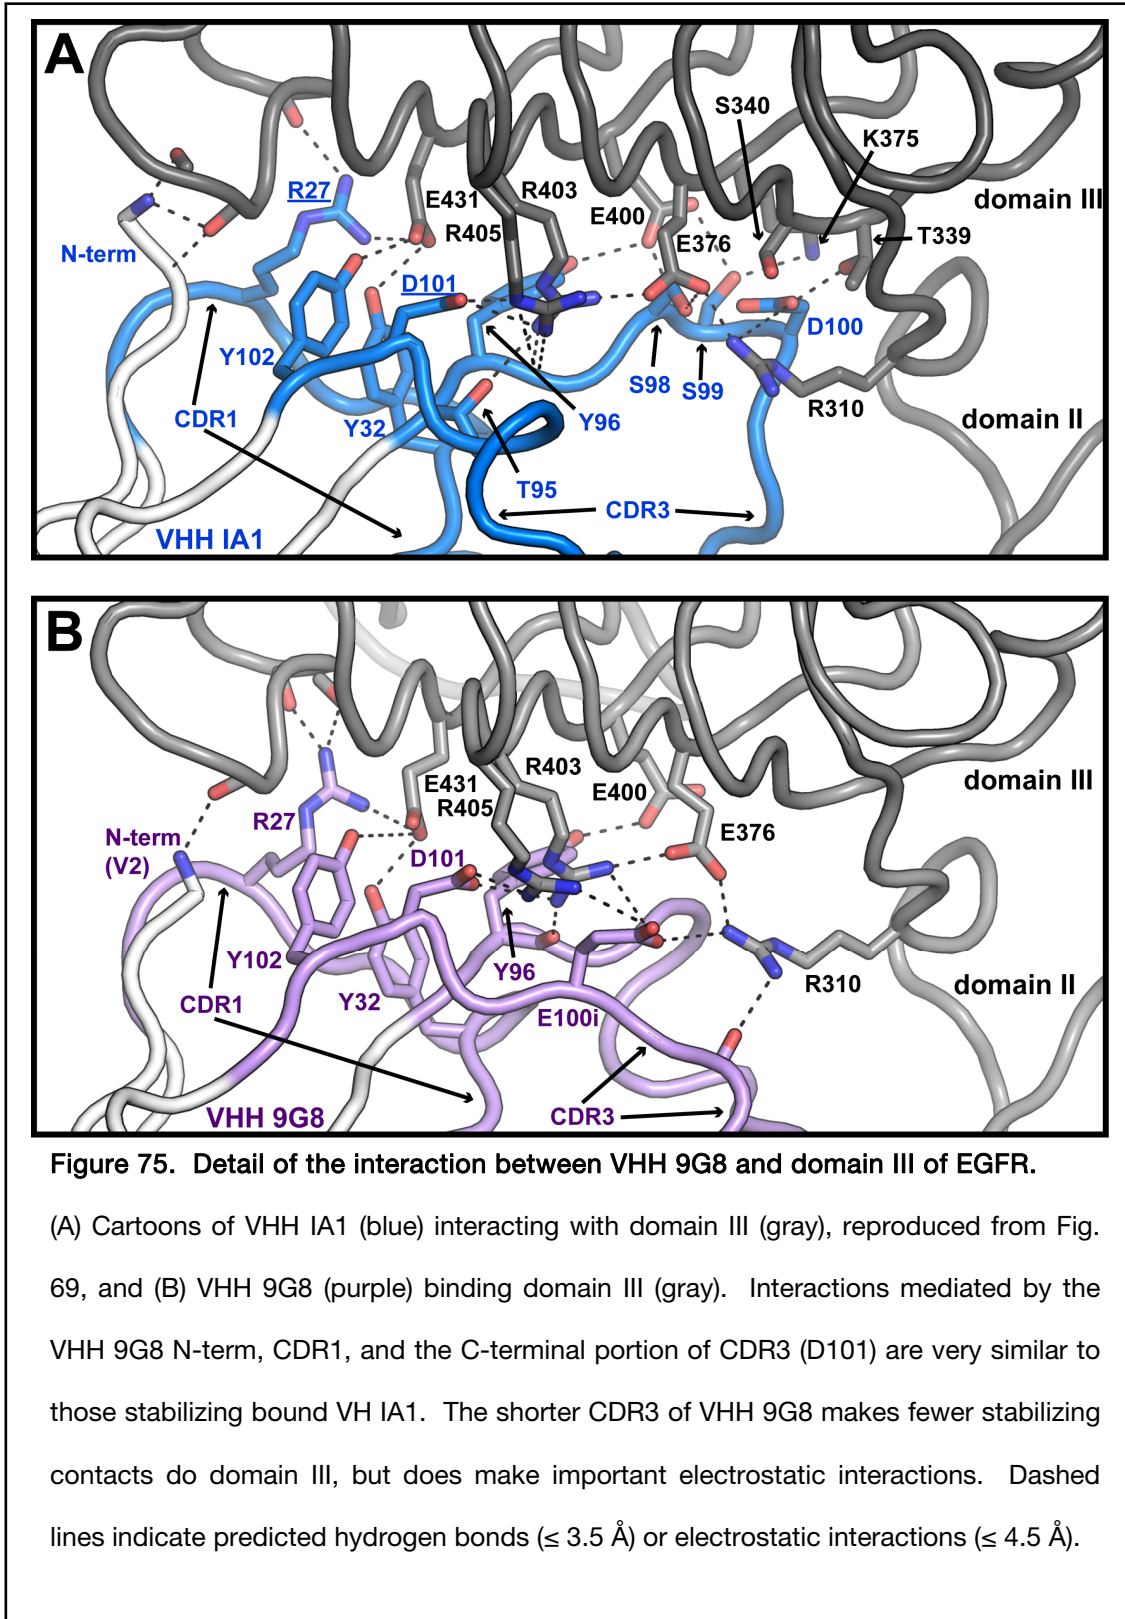 A
S340
K375
R27
E431
R403
E400
domain III
R405
E376
T339
N-term
D101
D100
Y102
S98
S99
R310
CDR1
Y32
Y96
domain II
T95
CDR3
VHH IA1
B
R403
E431
domain III
R405
E400
R27
E376
N-term
(V2)
D101
Y102
Y96
R310
domain II
CDR1
Y32
E100i
VHH 9G8
CDR3
Figure 75. Detail of the interaction between VHH 9G8 and domain III of EGFR.
(A) Cartoons of VHH IA1 (blue) interacting with domain III (gray), reproduced from Fig.
69, and (B) VHH 9G8 (purple) binding domain III (gray). Interactions mediated by the
VHH 9G8 N-term, CDR1, and the C-terminal portion of CDR3 (D101) are very similar to
those stabilizing bound VH IA1. The shorter CDR3 of VHH 9G8 makes fewer stabilizing
contacts do domain III, but does make important electrostatic interactions. Dashed
lines indicate predicted hydrogen bonds (≤ 3.5 Å) or electrostatic interactions (≤ 4.5 Å).